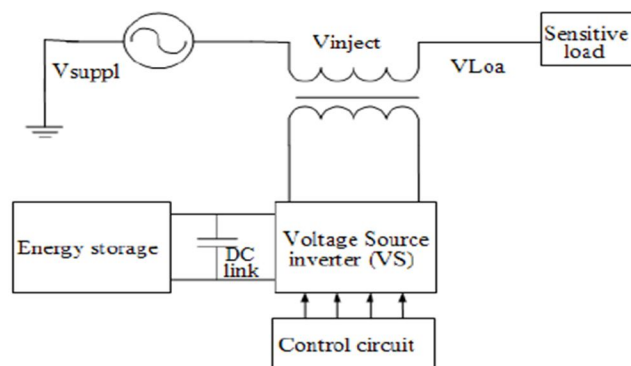 Vsuppl
Vinject
VLoa
Sensitive
load
Energy storage
DC
link
Voltage Source
inverter (VS)
Control circuit